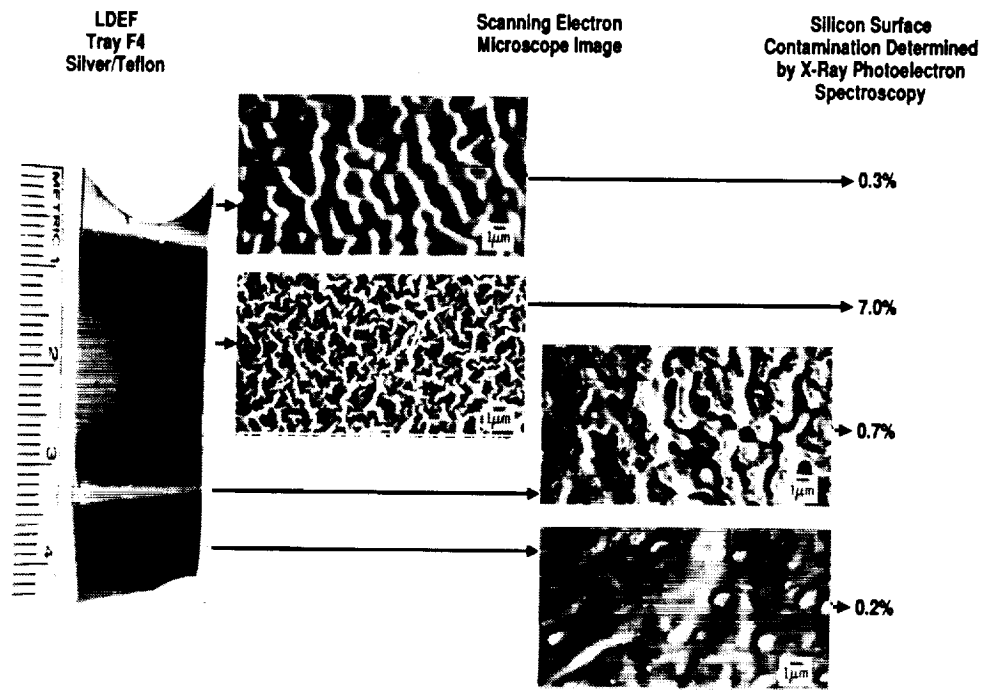 LDEF
Tray F4
Silver/Teflon
Scanning Electron
Microscope Image
Silicon Surface
Contamination Determined
by X-Ray Photoelectron
Spectroscopy
METRIC 1
2
3
4
1µm
0.3%
1µm
7.0%
1µm
0.7%
1µm
0.2%